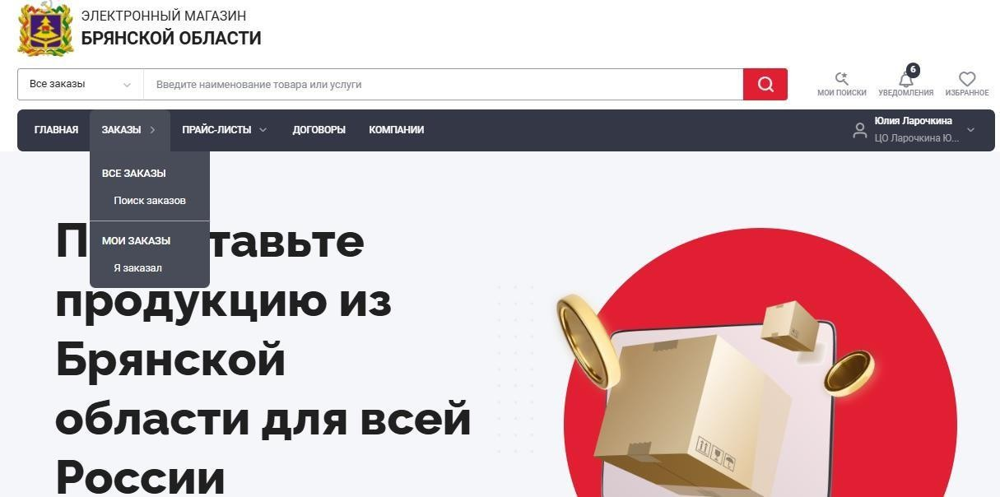 ЭЛЕКТРОННЫЙ МАГАЗИН
БРЯНСКОЙ ОБЛАСТИ
Все заказы
Введите наименование товара или услуги
6
МОИ ПОИСКИ
УВЕДОМЛЕНИЯ
ИЗБРАННОЕ
ГЛАВНАЯ
ЗАКАЗЫ
ПРАЙС-ЛИСТЫ
ДОГОВОРЫ
КОМПАНИИ
Юлия Ларочкина
ЦО Ларочкина Ю...
ВСЕ ЗАКАЗЫ
Поиск заказов
МОИ ЗАКАЗЫ
Я заказал
П тавьте
продукцию из
Брянской
области для всей
России